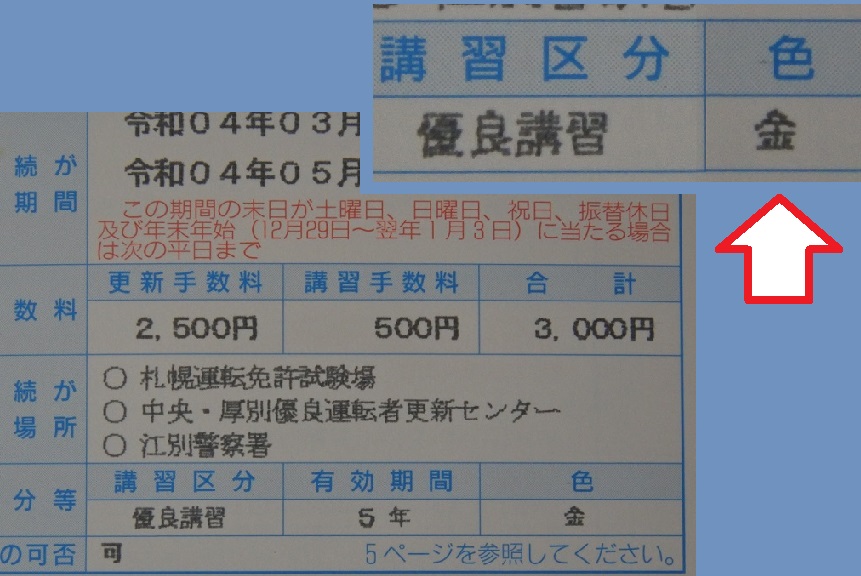 講習区分 色
優良講習 金
令和04年03月
令和04年05月
続が
期間
この期間の末日が土曜日、日曜日、祝日、振替休日
及び年末年始（12月29日～翌年1月3日）に当たる場合
は次の平日まで
更新手数料 講習手数料 合計
数料 2,500円 500円 3,000円
続が
場所
○ 札幌運転免許試験場
○ 中央・厚別優良運転者更新センター
○ 江別警察署
分等
講習区分 有効期間 色
優良講習 5年 金
の可否 可 5ページを参照してください。